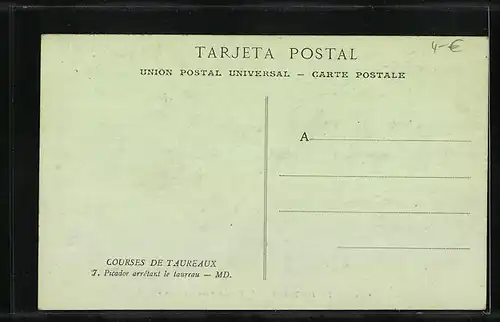 TARJETA POSTAL
4-€
UNION POSTAL UNIVERSAL – CARTE POSTALE
A
COURSES DE TAUREAUX
7. Picador arrêtant le taureau — MD.